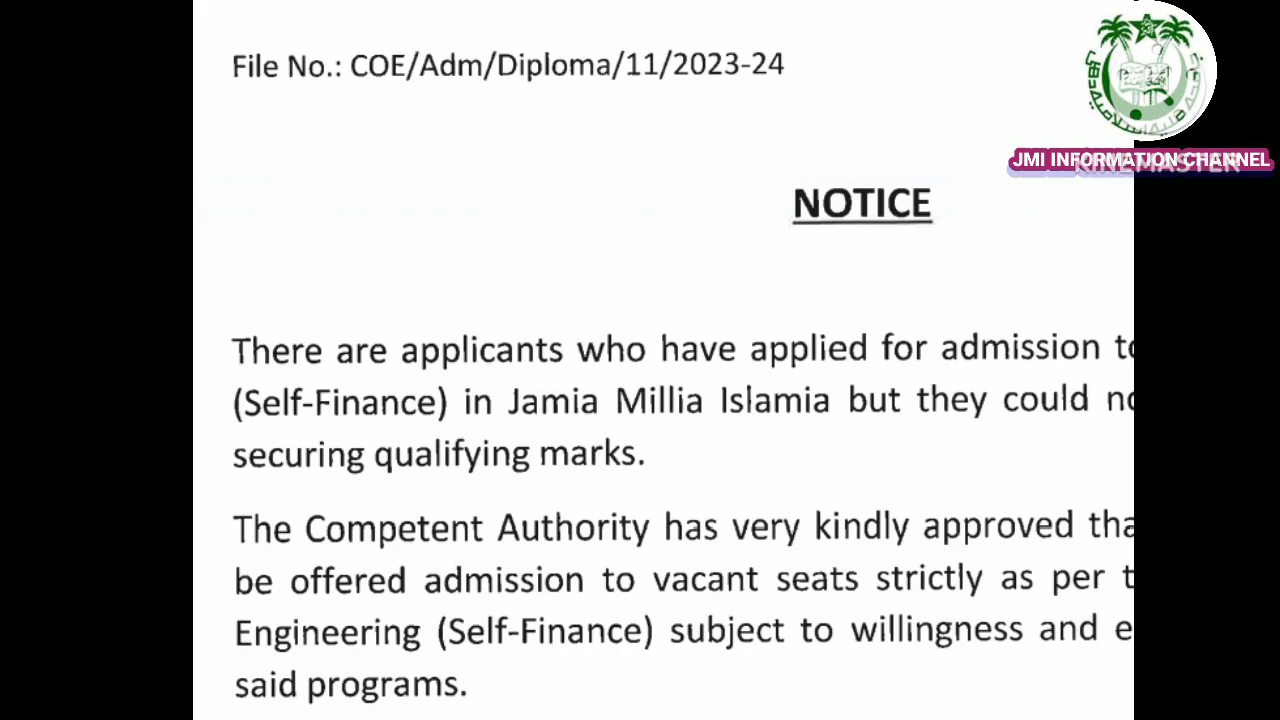 File No.: COE/Adm/Diploma/11/2023-24
JMI INFORMATION CHANNEL
KINEMASTER
NOTICE
There are applicants who have applied for admission
(Self-Finance) in Jamia Millia Islamia but they could
securing qualifying marks.
The Competent Authority has very kindly approved
be offered admission to vacant seats strictly as per
Engineering (Self-Finance) subject to willingness and
said programs.